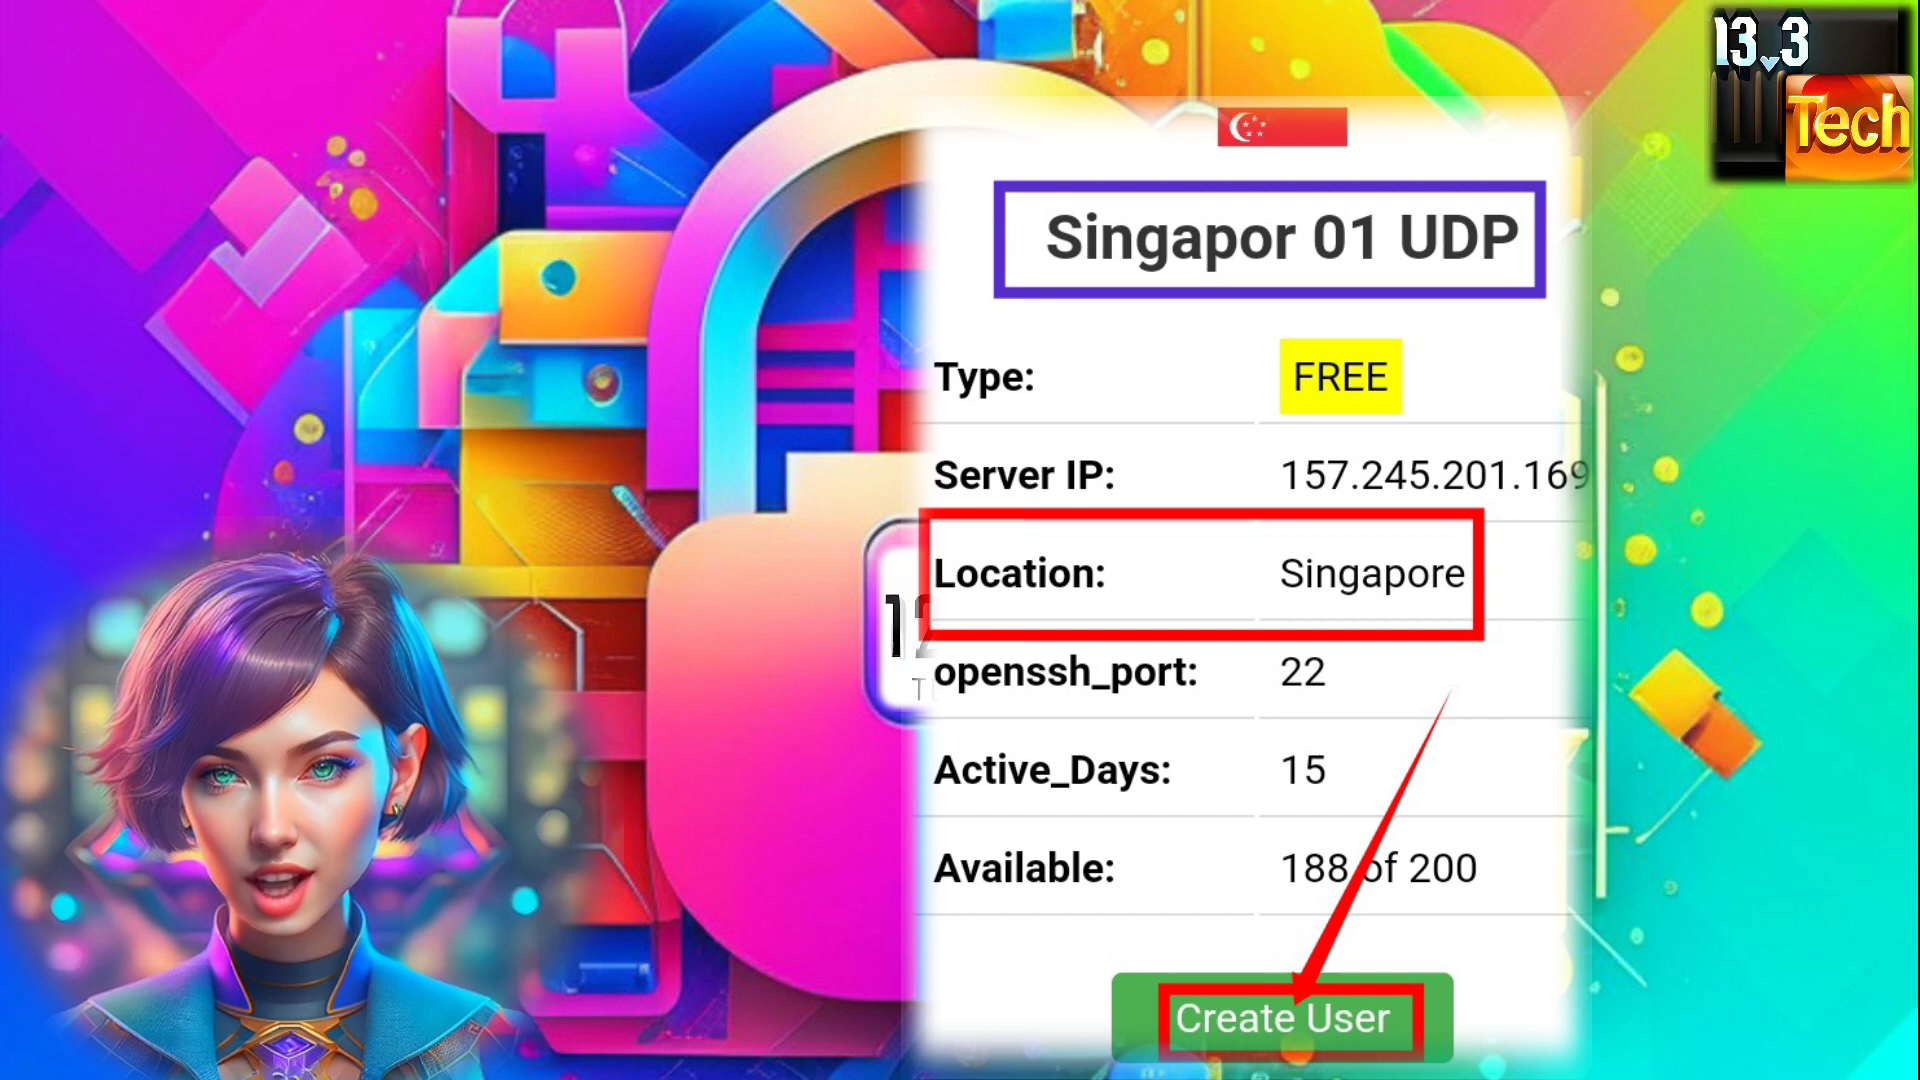 13.3
Tech
Singapor 01 UDP
Type: FREE
Server IP: 157.245.201.169
Location: Singapore
openssh_port: 22
Active_Days: 15
Available: 188 of 200
Create User